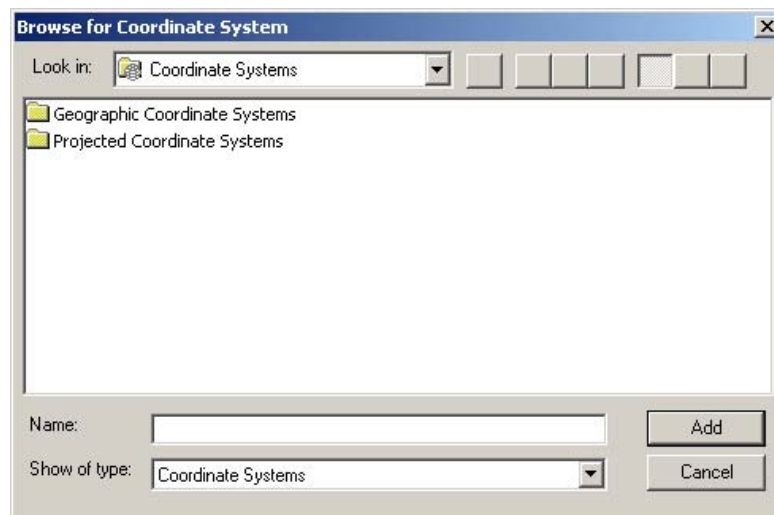 Browse for Coordinate System
Look in: Coordinate Systems
Geographic Coordinate Systems
Projected Coordinate Systems
Name: Add
Show of type: Coordinate Systems Cancel